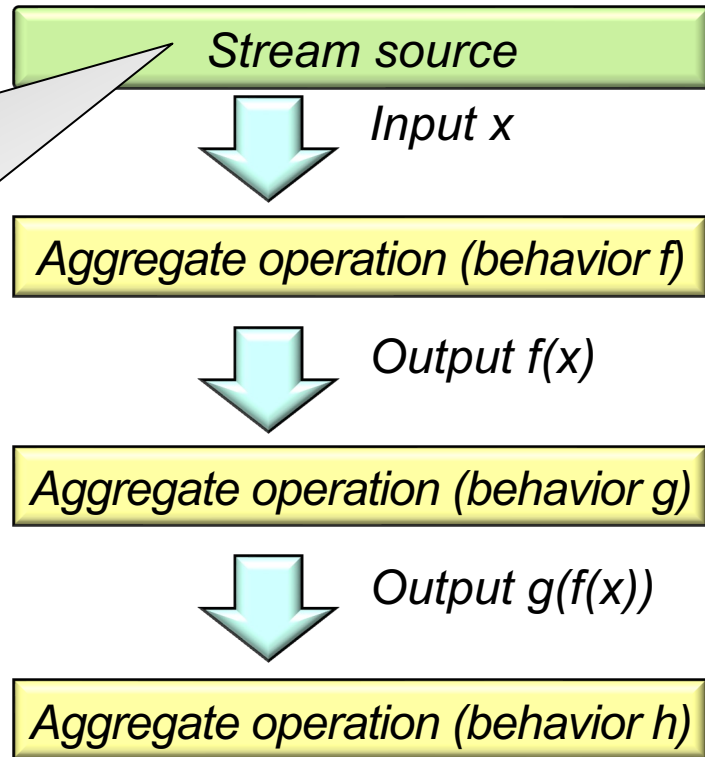 Stream source
Input x
Aggregate operation (behavior f)
Output f(x)
Aggregate operation (behavior g)
Output g(f(x))
Aggregate operation (behavior h)